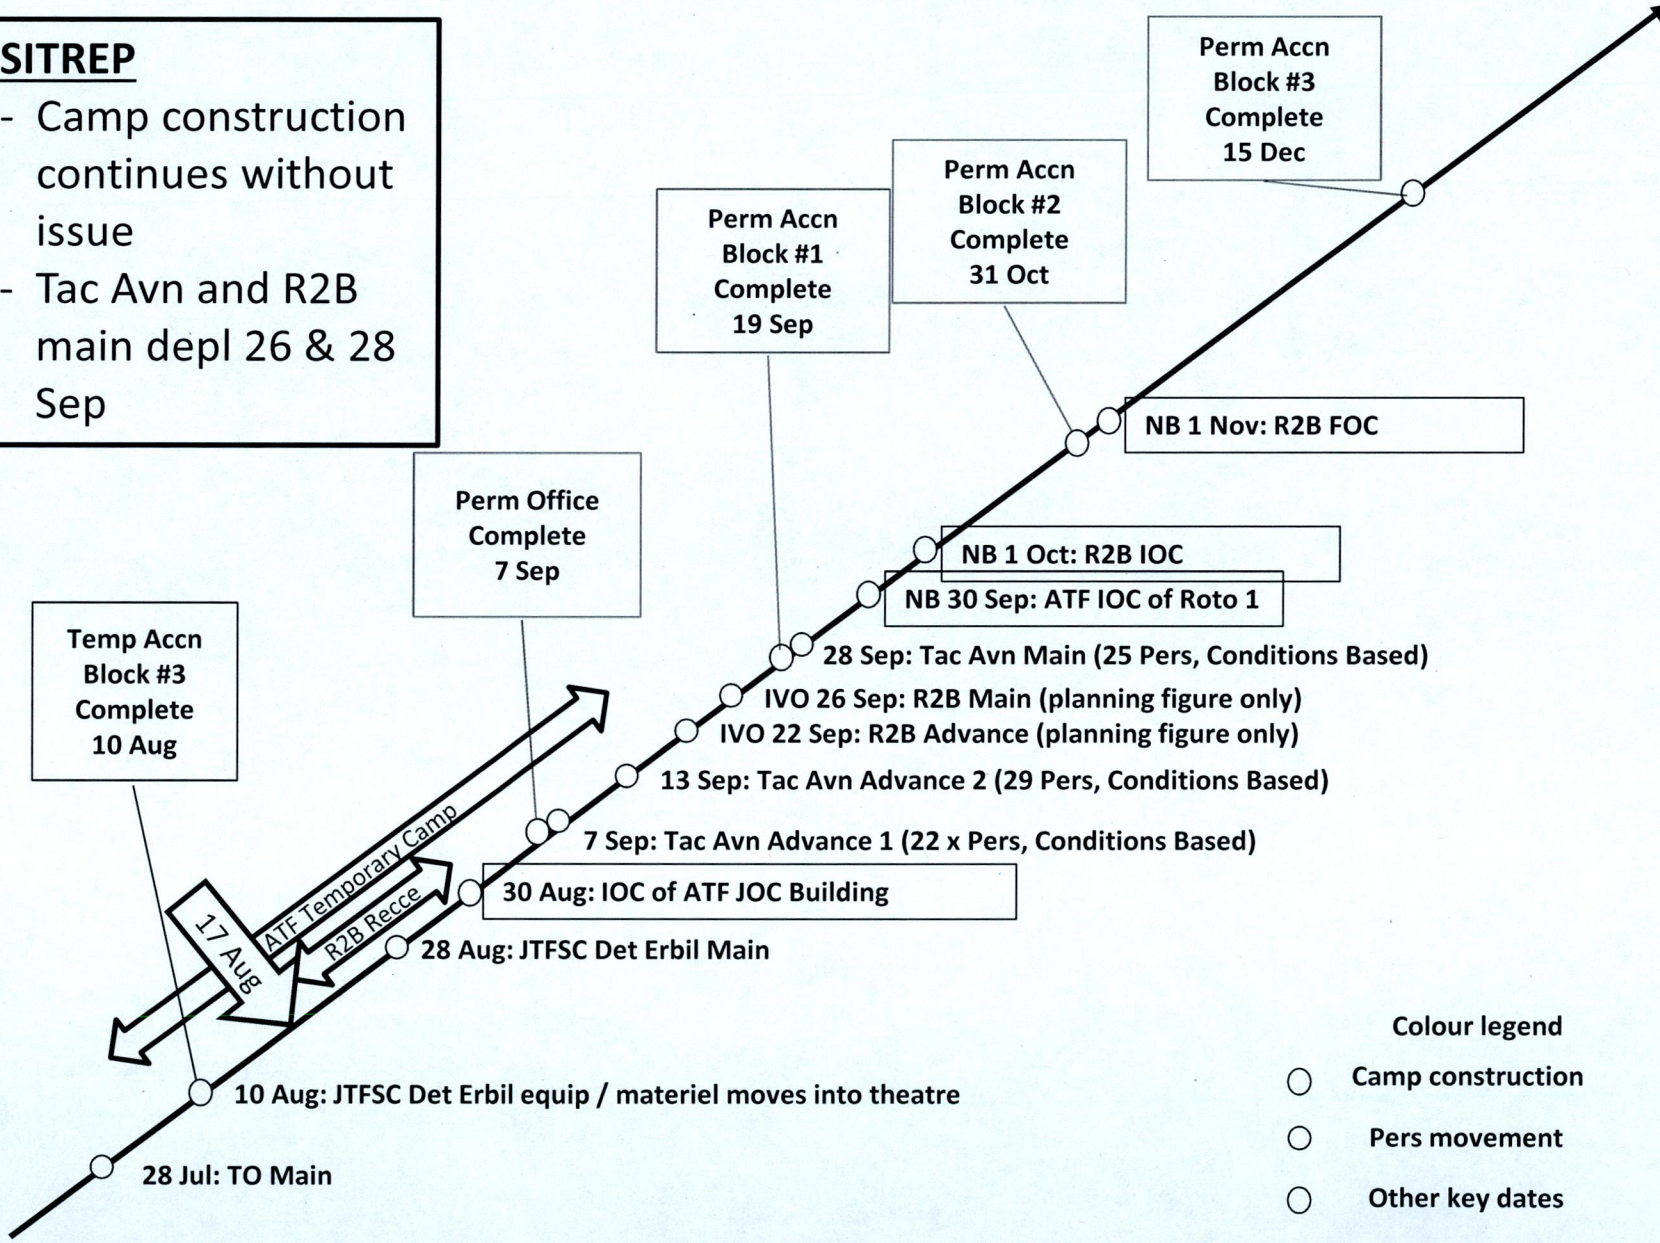 SITREP
- Camp construction
continues without
issue
- Tac Avn and R2B
main depl 26 & 28
Sep
Perm Accn
Block #3
Complete
15 Dec
Perm Accn
Block #2
Complete
31 Oct
Perm Accn
Block #1
Complete
19 Sep
NB 1 Nov: R2B FOC
Perm Office
Complete
7 Sep
NB 1 Oct: R2B IOC
NB 30 Sep: ATF IOC of Roto 1
Temp Accn
Block #3
Complete
10 Aug
28 Sep: Tac Avn Main (25 Pers, Conditions Based)
IVO 26 Sep: R2B Main (planning figure only)
IVO 22 Sep: R2B Advance (planning figure only)
13 Sep: Tac Avn Advance 2 (29 Pers, Conditions Based)
7 Sep: Tac Avn Advance 1 (22 x Pers, Conditions Based)
ATF Temporary Camp
R2B Recce
17 Aug
30 Aug: IOC of ATF JOC Building
28 Aug: JTFSC Det Erbil Main
10 Aug: JTFSC Det Erbil equip / materiel moves into theatre
28 Jul: TO Main
Colour legend
Camp construction
Pers movement
Other key dates